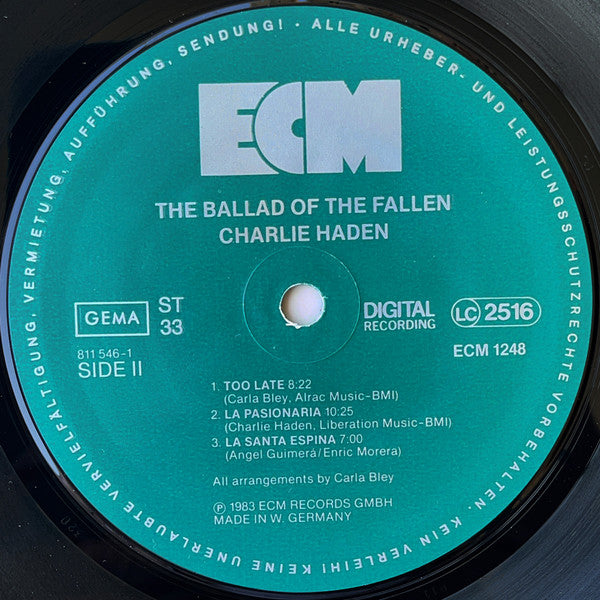 ALLE URHEBER- UND LEISTUNGSSCHUTZRECHTE VORBEHALTEN. KEIN VERLEIH! KEINE UNERLAUBTE VERVIELFÄLTIGUNG, VERMIETUNG, AUFFÜHRUNG, SENDUNG! •
ECM
THE BALLAD OF THE FALLEN
CHARLIE HADEN
GEMA
ST
33
DIGITAL
RECORDING
LC 2516
811 546-1
SIDE II
ECM 1248
1. TOO LATE 8:22
(Carla Bley, Alrac Music-BMI)
2. LA PASIONARIA 10:25
(Charlie Haden, Liberation Music-BMI)
3. LA SANTA ESPINA 7:00
(Angel Guimerá/Enric Morera)
All arrangements by Carla Bley
Ⓟ 1983 ECM RECORDS GMBH
MADE IN W. GERMANY